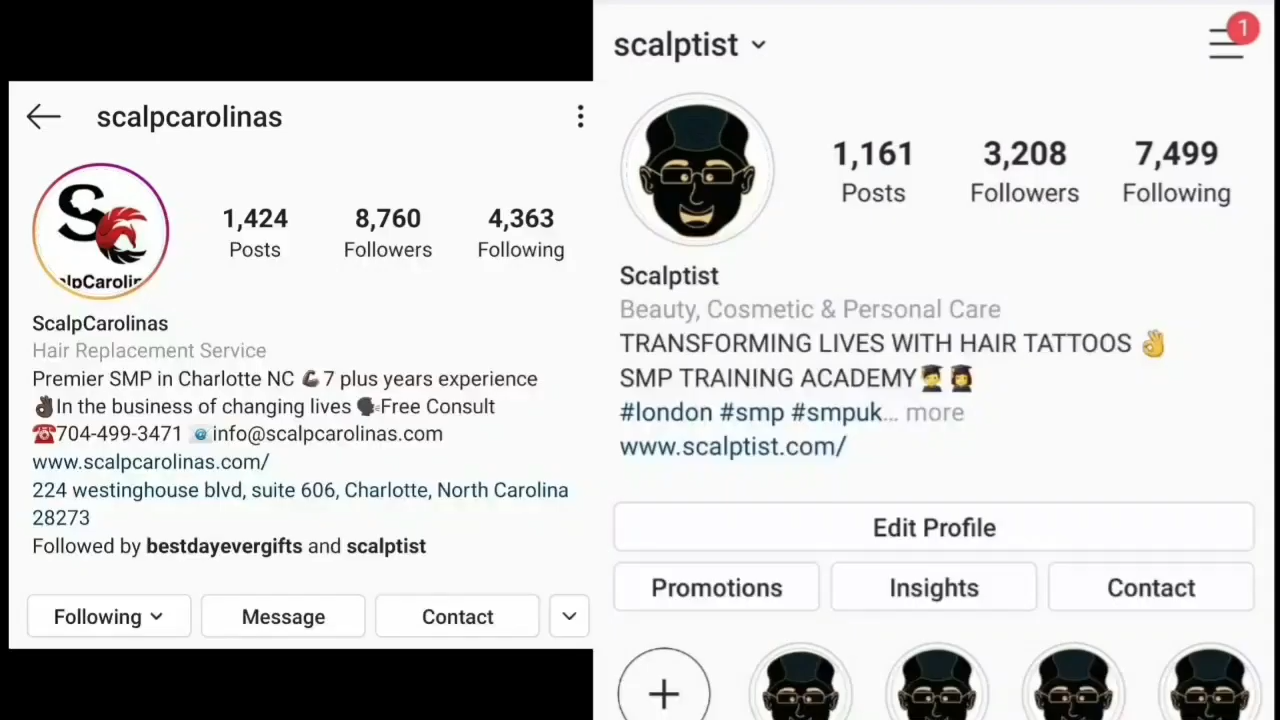 scalpcarolinas
SC
alpCarolin
1,424
Posts
8,760
Followers
4,363
Following
ScalpCarolinas
Hair Replacement Service
Premier SMP in Charlotte NC 💪🏿7 plus years experience
👌🏿In the business of changing lives 🗣Free Consult
☎️704-499-3471 📧info@scalpcarolinas.com
www.scalpcarolinas.com/
224 westinghouse blvd, suite 606, Charlotte, North Carolina
28273
Followed by bestdayevergifts and scalptist
Following
Message
Contact
scalptist
1
1,161
Posts
3,208
Followers
7,499
Following
Scalptist
Beauty, Cosmetic & Personal Care
TRANSFORMING LIVES WITH HAIR TATTOOS 👌
SMP TRAINING ACADEMY👨‍🎓👩‍🎓
#london #smp #smpuk... more
www.scalptist.com/
Edit Profile
Promotions
Insights
Contact